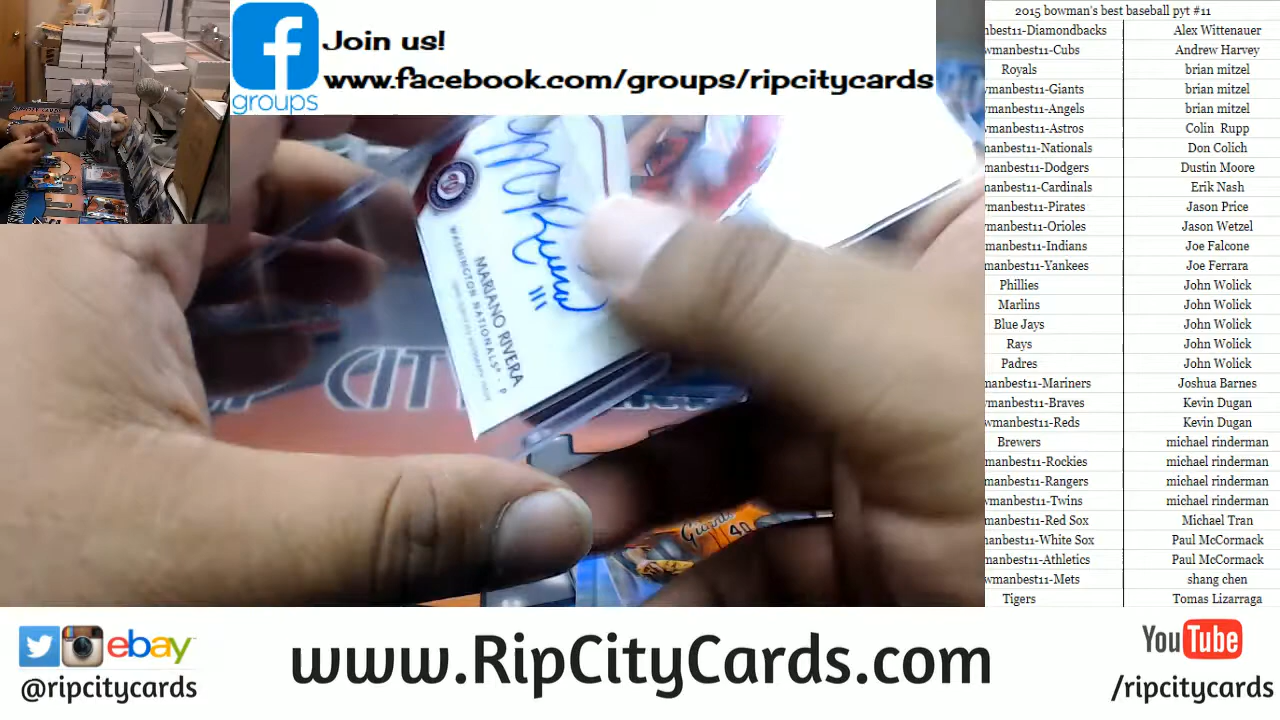 2015 bowman's best baseball pyt #11
Join us!
www.facebook.com/groups/ripcitycards
groups
nbest11-Diamondbacks Alex Wittenauer
wmanbest11-Cubs Andrew Harvey
Royals brian mitzel
wmanbest11-Giants brian mitzel
wmanbest11-Angels brian mitzel
manbest11-Astros Colin Rupp
manbest11-Nationals Don Colich
manbest11-Dodgers Dustin Moore
manbest11-Cardinals Erik Nash
manbest11-Pirates Jason Price
manbest11-Orioles Jason Wetzel
manbest11-Indians Joe Falcone
manbest11-Yankees Joe Ferrara
Phillies John Wolick
Marlins John Wolick
Blue Jays John Wolick
Rays John Wolick
Padres John Wolick
manbest11-Mariners Joshua Barnes
manbest11-Braves Kevin Dugan
wmanbest11-Reds Kevin Dugan
Brewers michael rinderman
manbest11-Rockies michael rinderman
manbest11-Rangers michael rinderman
wmanbest11-Twins michael rinderman
manbest11-Red Sox Michael Tran
manbest11-White Sox Paul McCormack
manbest11-Athletics Paul McCormack
wmanbest11-Mets shang chen
Tigers Tomas Lizarraga
M Rivera III
MARIANO RIVERA
WASHINGTON NATIONALS® - P
CIT
Giants
40
ebay
@ripcitycards
www.RipCityCards.com
YouTube
/ripcitycards